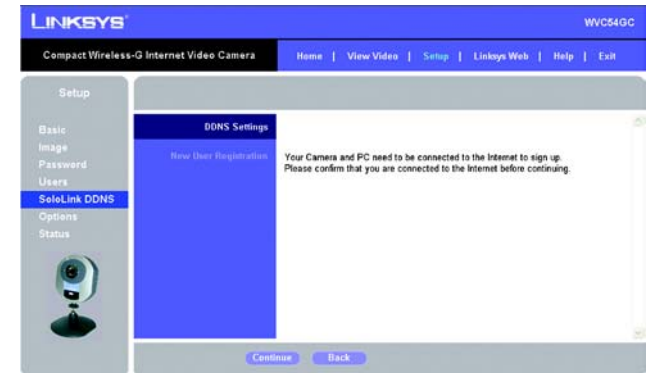 LINKSYS®
WVC54GC
Compact Wireless-G Internet Video Camera
Home | View Video | Setup | Linksys Web | Help | Exit
Setup
Basic
Image
Password
Users
SoloLink DDNS
Options
Status
DDNS Settings
New User Registration
Your Camera and PC need to be connected to the Internet to sign up.
Please confirm that you are connected to the Internet before continuing.
Continue
Back